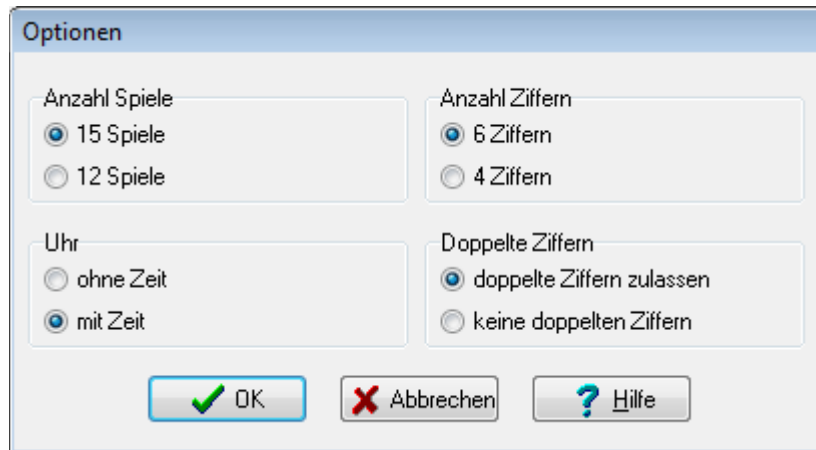 Optionen
Anzahl Spiele
15 Spiele
12 Spiele
Anzahl Ziffern
6 Ziffern
4 Ziffern
Uhr
ohne Zeit
mit Zeit
Doppelte Ziffern
doppelte Ziffern zulassen
keine doppelten Ziffern
OK
Abbrechen
Hilfe